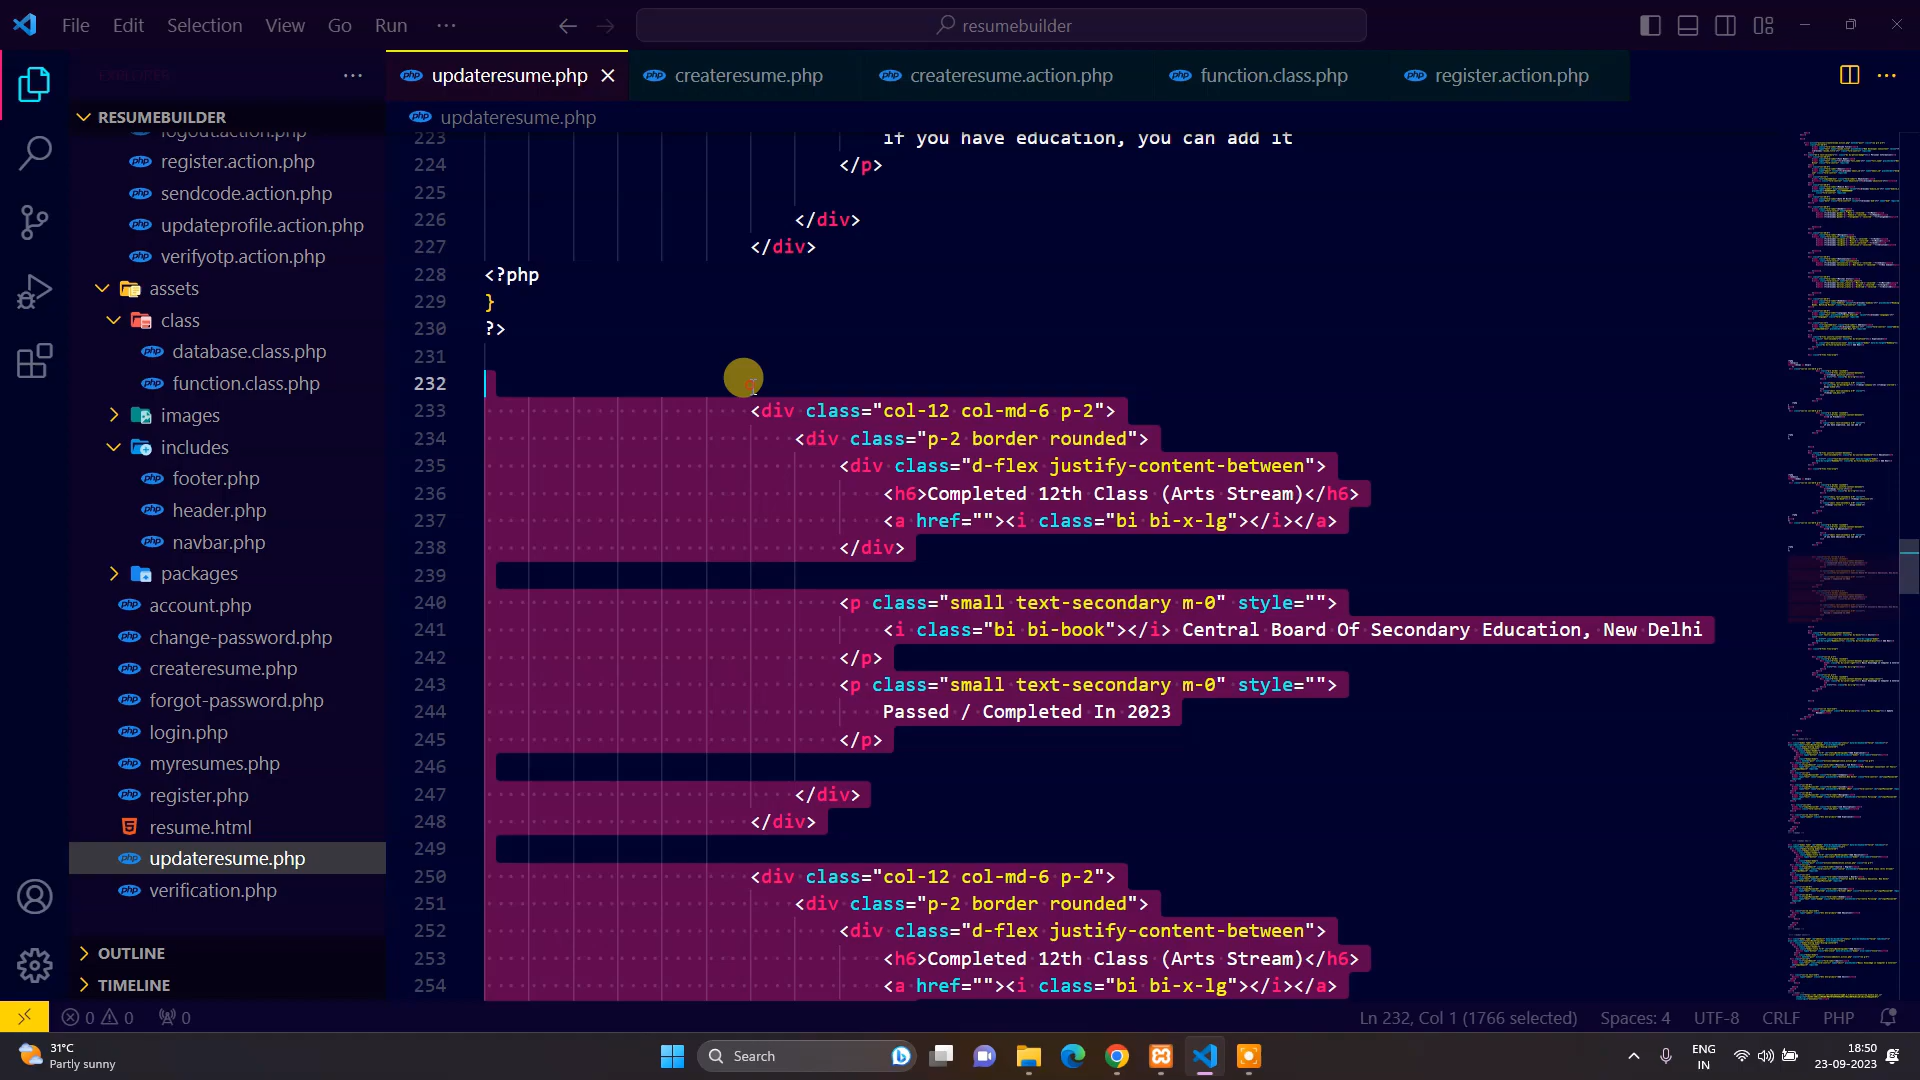 File Edit Selection View Go Run ···
resumebuilder
EXPLORER ···
updateresume.php
createresume.php
createresume.action.php
function.class.php
register.action.php
RESUMEBUILDER
logout.action.php
register.action.php
sendcode.action.php
updateprofile.action.php
verifyotp.action.php
assets
class
database.class.php
function.class.php
images
includes
footer.php
header.php
navbar.php
packages
account.php
change-password.php
createresume.php
forgot-password.php
login.php
myresumes.php
register.php
resume.html
updateresume.php
verification.php
OUTLINE
TIMELINE
updateresume.php
223 if you have education, you can add it
224 </p>
225
226 </div>
227 </div>
228 <?php
229 }
230 ?>
231
232
233 <div class="col-12 col-md-6 p-2">
234 <div class="p-2 border rounded">
235 <div class="d-flex justify-content-between">
236 <h6>Completed 12th Class (Arts Stream)</h6>
237 <a href=""><i class="bi bi-x-lg"></i></a>
238 </div>
239
240 <p class="small text-secondary m-0" style="">
241 <i class="bi bi-book"></i> Central Board Of Secondary Education, New Delhi
242 </p>
243 <p class="small text-secondary m-0" style="">
244 Passed / Completed In 2023
245 </p>
246
247 </div>
248 </div>
249
250 <div class="col-12 col-md-6 p-2">
251 <div class="p-2 border rounded">
252 <div class="d-flex justify-content-between">
253 <h6>Completed 12th Class (Arts Stream)</h6>
254 <a href=""><i class="bi bi-x-lg"></i></a>
0 0 0
Ln 232, Col 1 (1766 selected) Spaces: 4 UTF-8 CRLF PHP
31°C
Partly sunny
Search
ENG
IN
18:50
23-09-2023